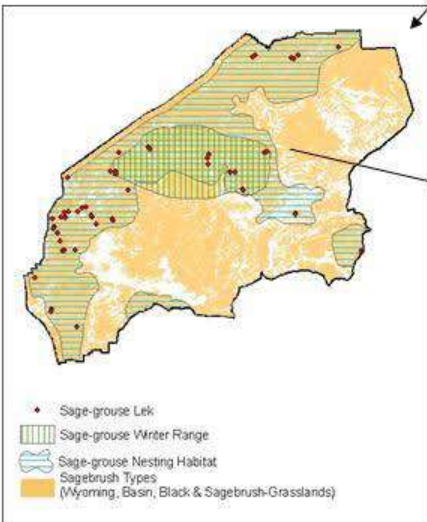 Sage-grouse Lek
Sage-grouse Winter Range
Sage-grouse Nesting Habitat
Sagebrush Types
(Wyoming, Basin, Black & Sagebrush-Grasslands)